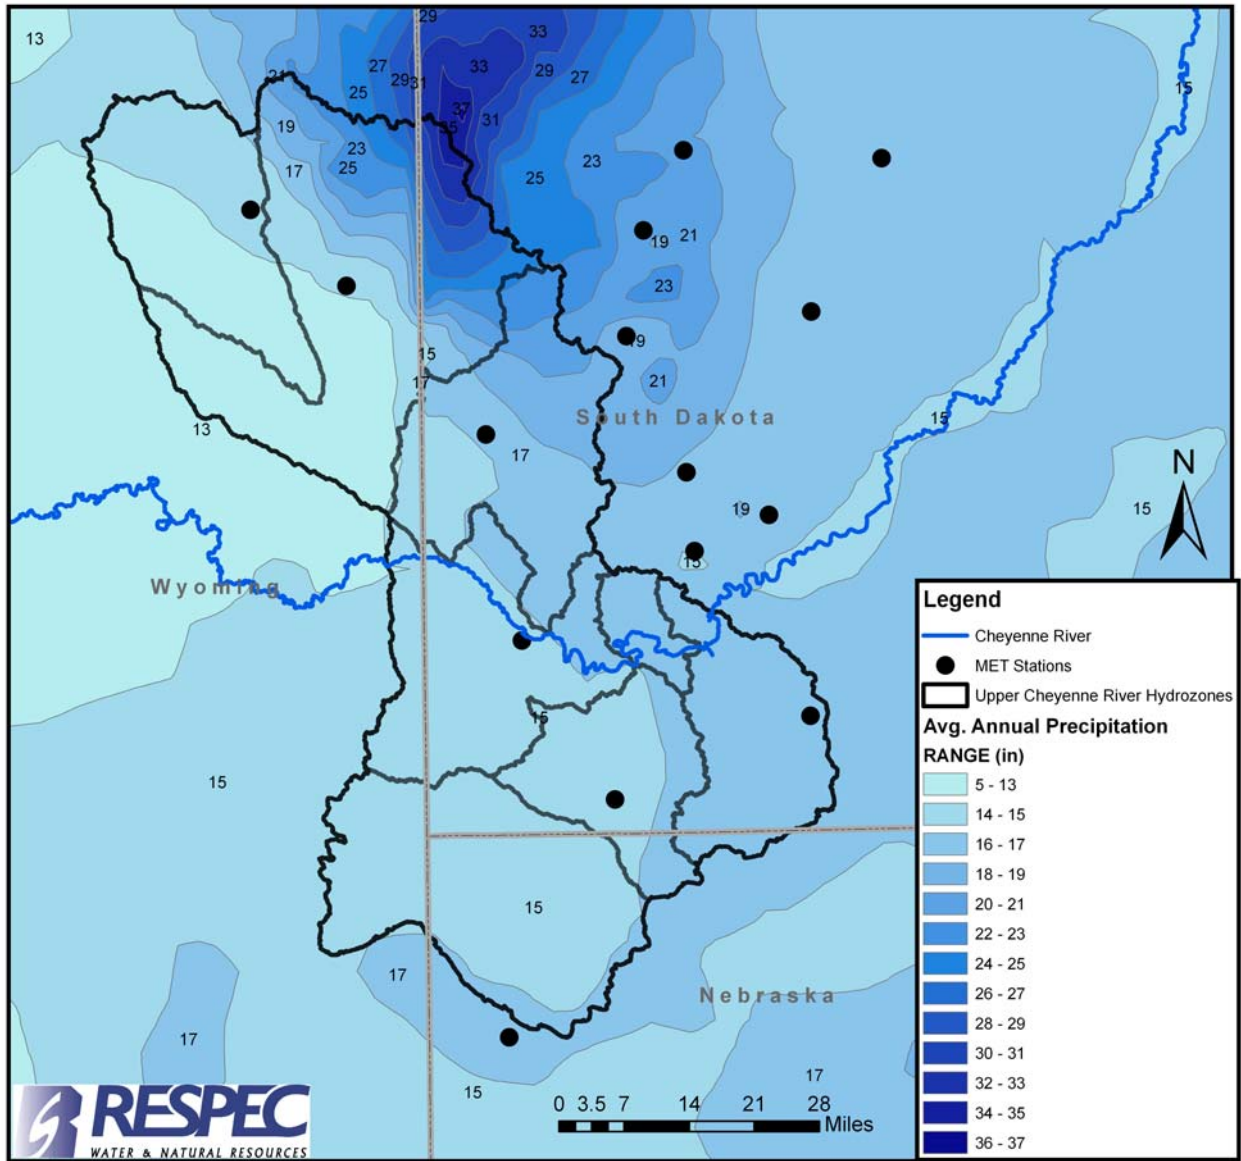 29
13
33
27
33
29
21
29
31
27
25
15
37
35
31
19
23
23
25
17
25
21
19
23
15
19
17
21
South Dakota
15
13
17
N
19
15
15
Wyoming
15
15
15
17
Nebraska
17
15
17
Legend
Cheyenne River
MET Stations
Upper Cheyenne River Hydrozones
Avg. Annual Precipitation
RANGE (in)
5 - 13
14 - 15
16 - 17
18 - 19
20 - 21
22 - 23
24 - 25
26 - 27
28 - 29
30 - 31
32 - 33
34 - 35
36 - 37
0 3.5 7 14 21 28
Miles
RESPEC
WATER & NATURAL RESOURCES